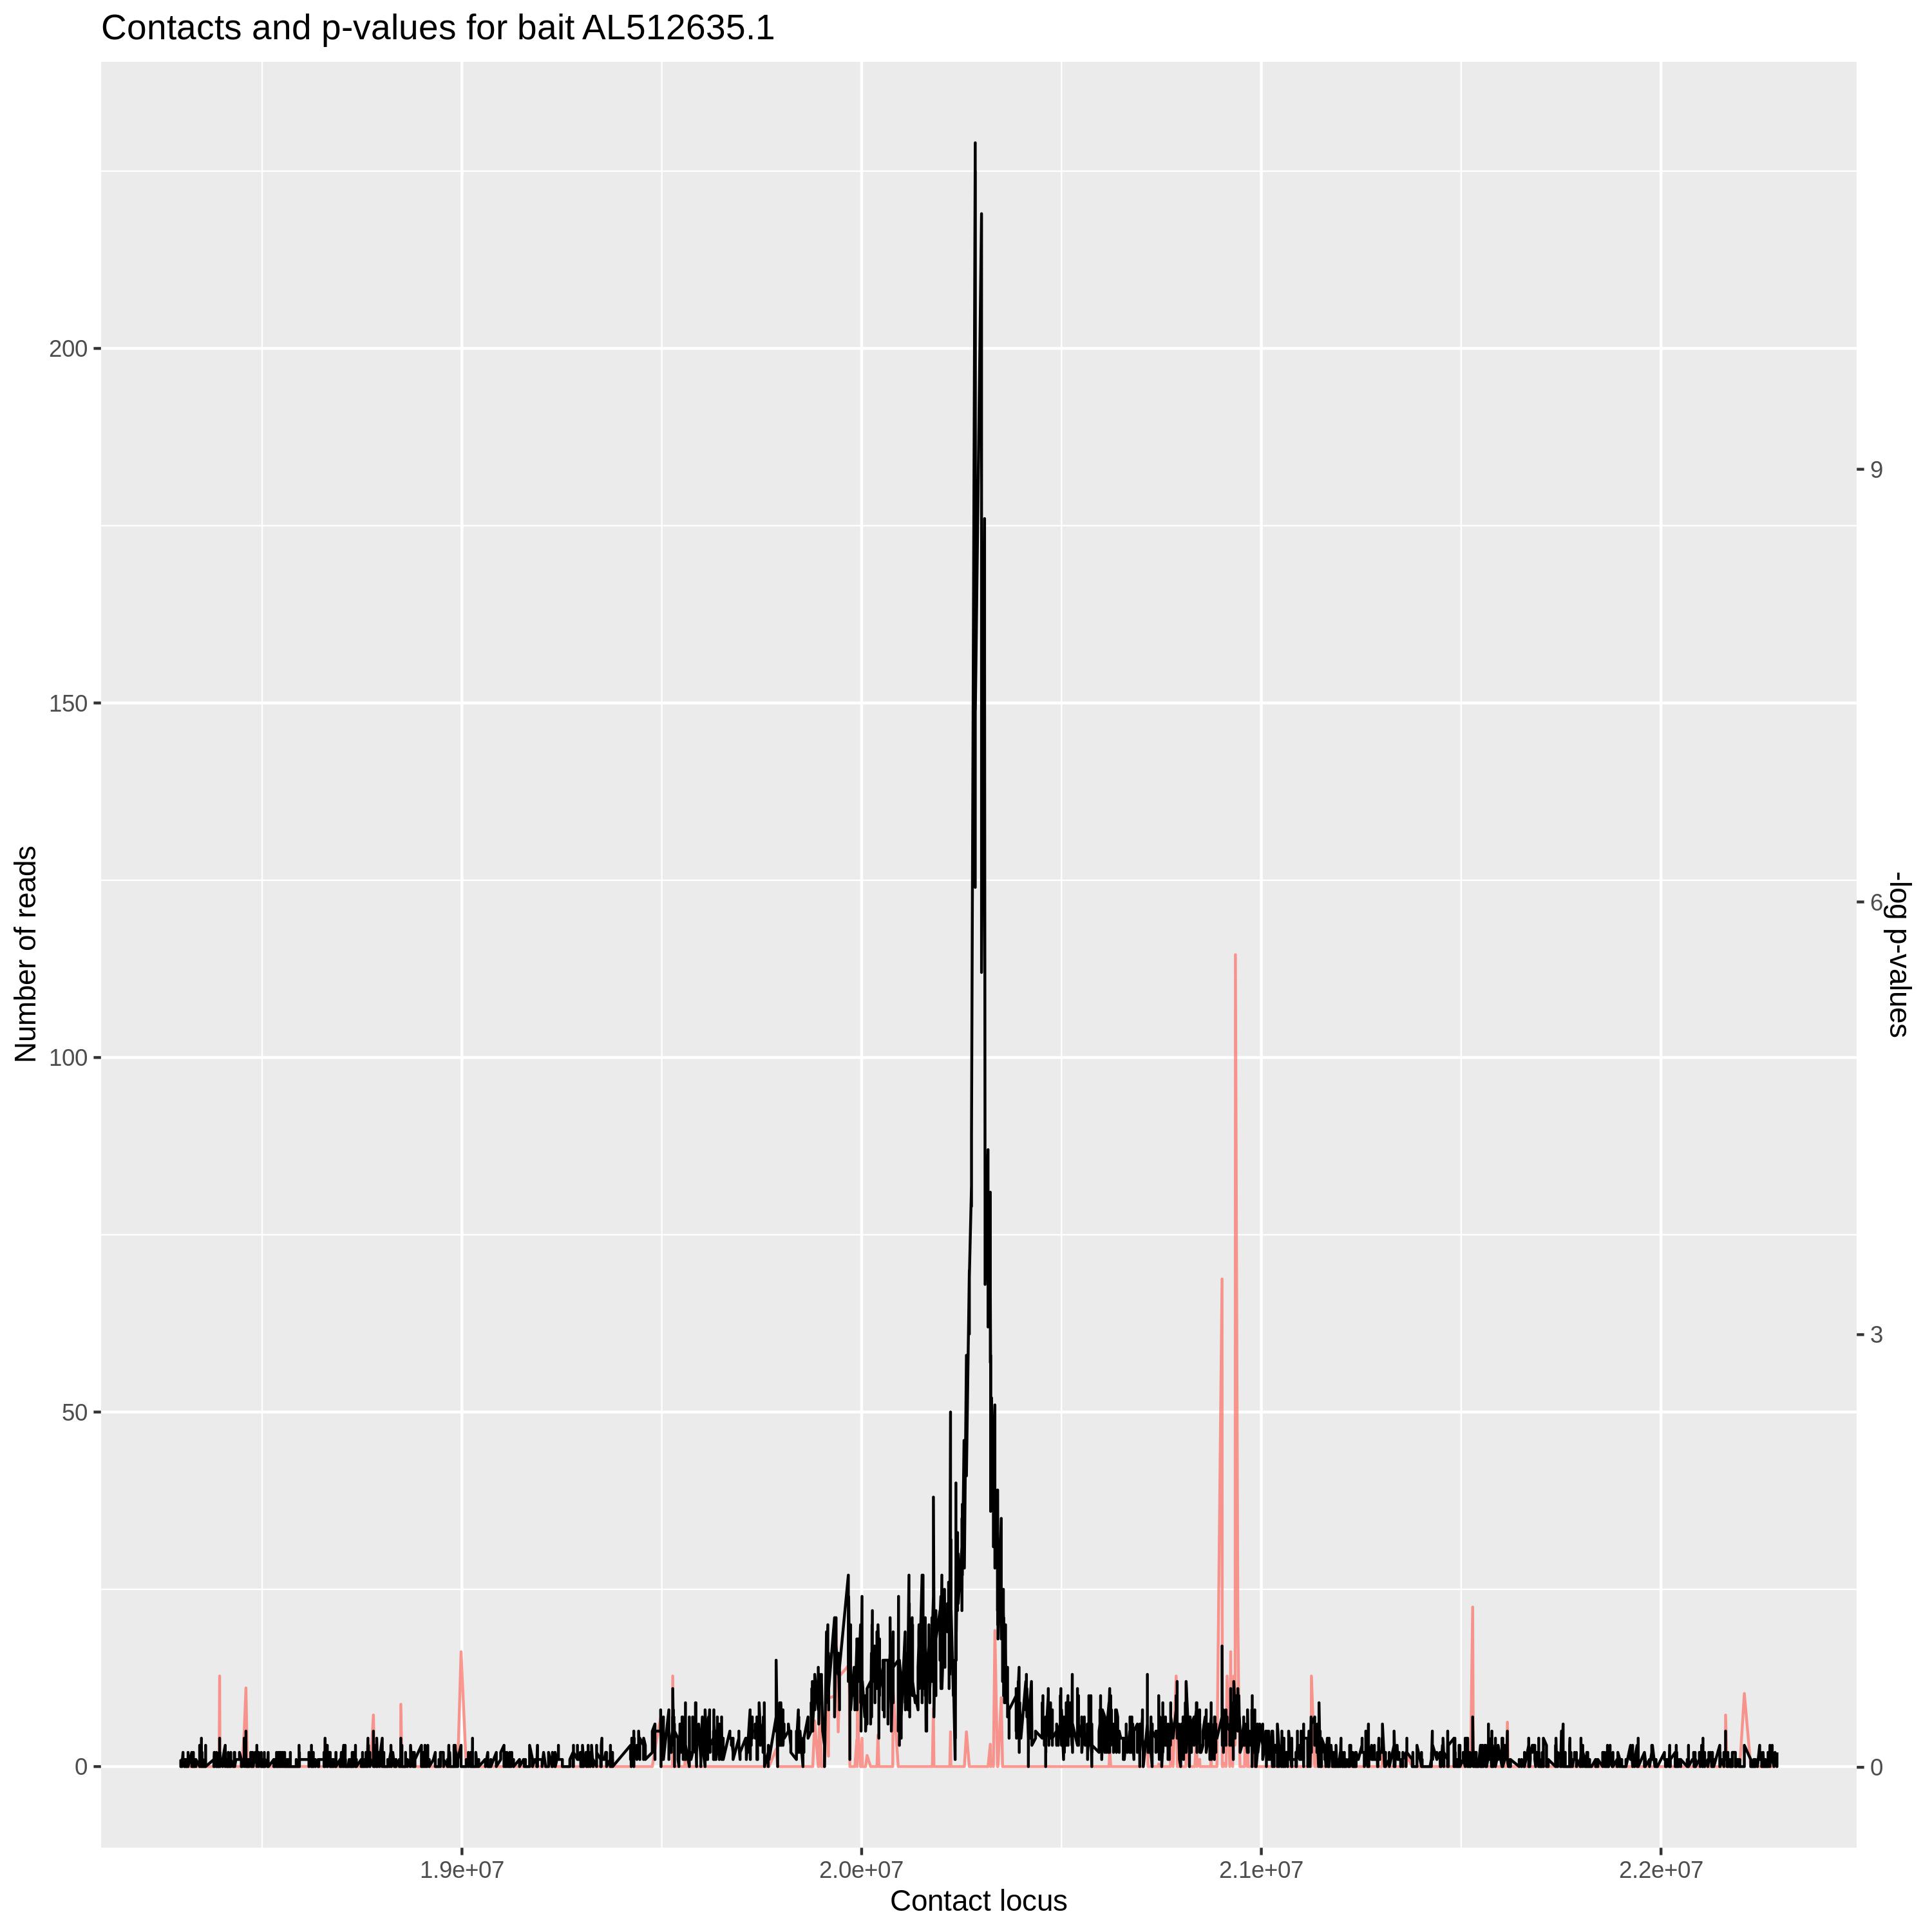 Contacts and p-values for bait AL512635.1
200
150
100
50
0
Number of reads
9
6
3
0
-log p-values
1.9e+07 2.0e+07 2.1e+07 2.2e+07
Contact locus